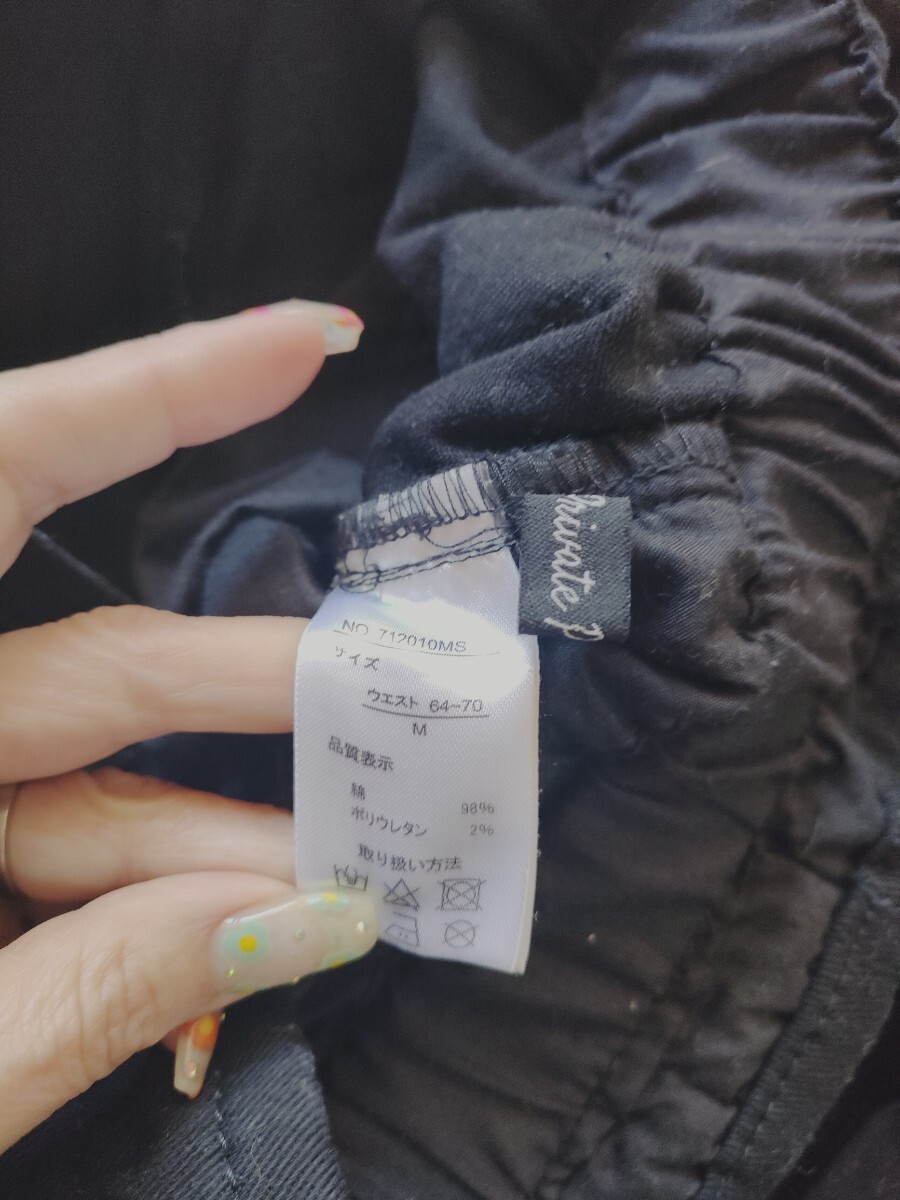 Private P
NO 712010MS
サイズ
ウエスト 64~70
M
品質表示
綿 98%
ポリウレタン 2%
取り扱い方法